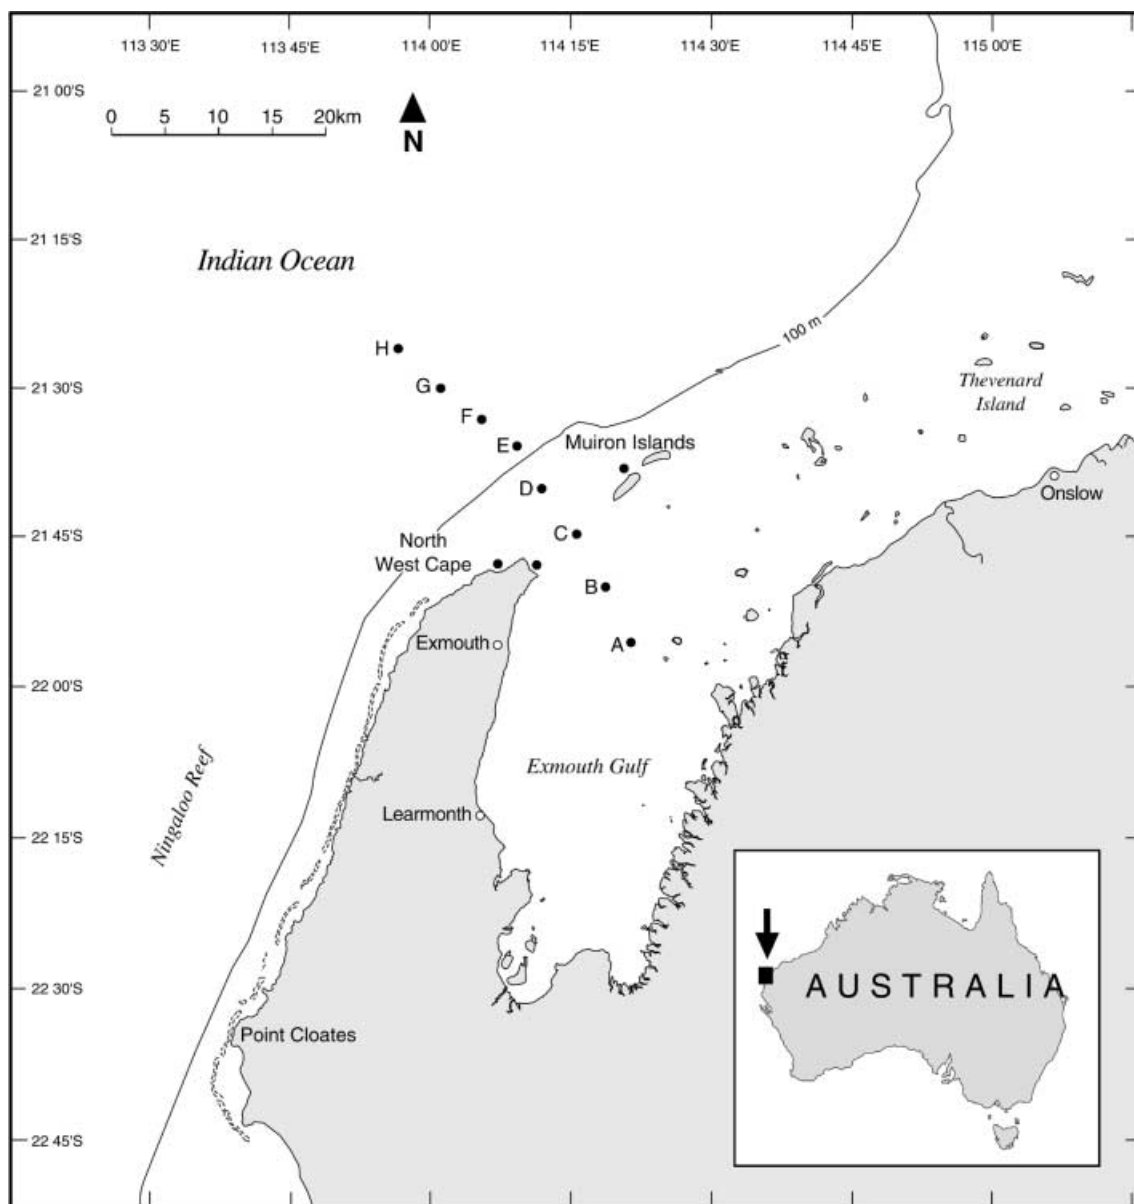 113 30'E
113 45'E
114 00'E
114 15'E
114 30'E
114 45'E
115 00'E
21 00'S
0 5 10 15 20km
N
21 15'S
Indian Ocean
100 m
H
21 30'S
G
Thevenard
Island
F
E
Muiron Islands
D
Onslow
21 45'S
C
North
West Cape
B
Exmouth
A
22 00'S
Exmouth Gulf
Ningaloo Reef
Learmonth
22 15'S
22 30'S
AUSTRALIA
Point Cloates
22 45'S